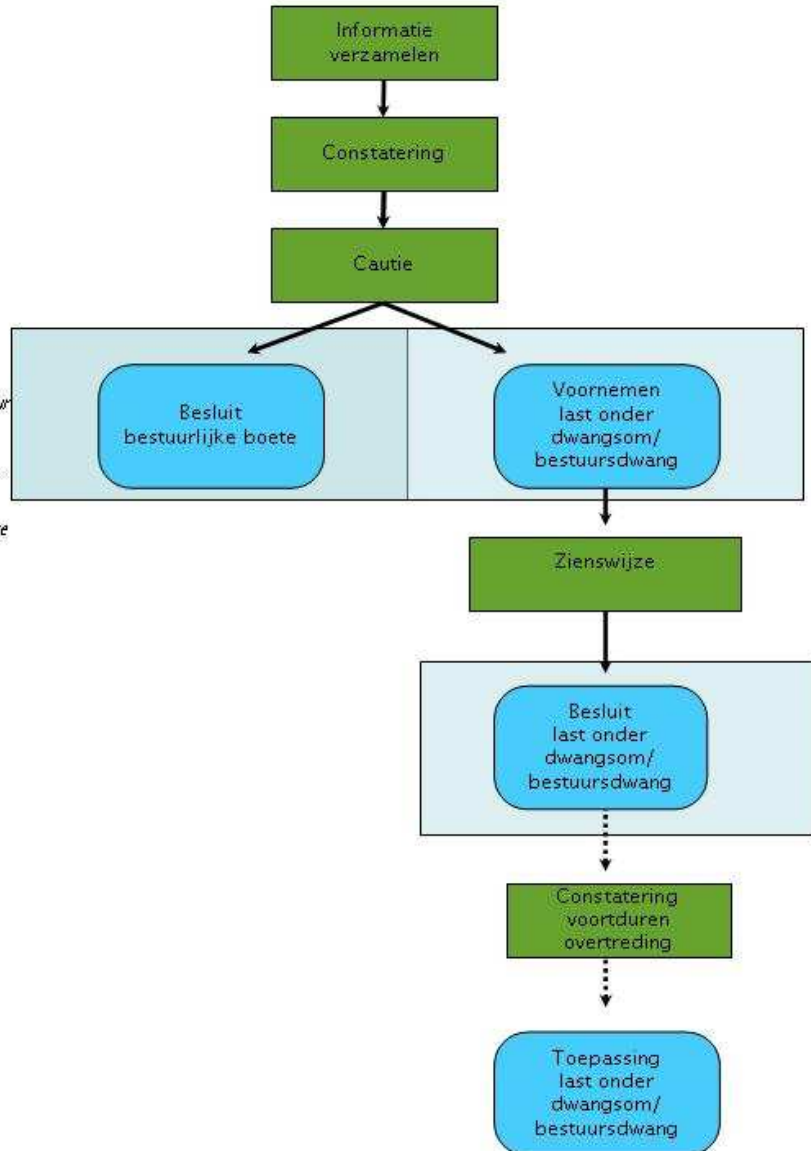 Informatie
verzamelen
Constatering
Cautie
Besluit
bestuurlijke boete
Voornemen
last onder
dwangsom/
bestuursdwang
Zienswijze
Besluit
last onder
dwangsom/
bestuursdwang
Constatering
voortduren
overtreding
Toepassing
last onder
dwangsom/
bestuursdwang